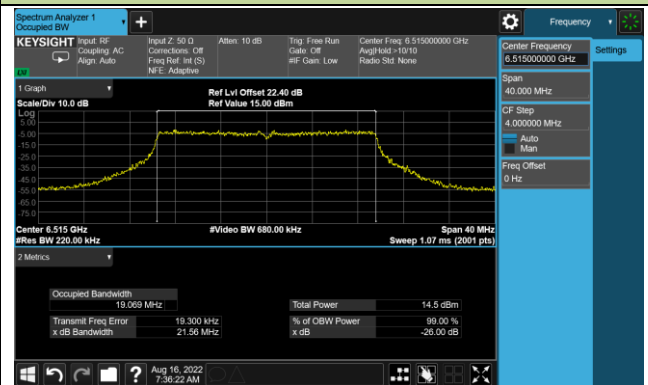 Spectrum Analyzer 1
Occupied BW
Frequency
KEYSIGHT
Input: RF
Coupling: AC
Align: Auto
Input Z: 50 Ω
Corrections: Off
Freq Ref: Int (S)
NFE: Adaptive
Atten: 10 dB
Trig: Free Run
Gate: Off
#IF Gain: Low
Center Freq: 6.515000000 GHz
Avg|Hold:>10/10
Radio Std: None
Center Frequency
6.515000000 GHz
Settings
Span
40.000 MHz
CF Step
4.000000 MHz
Auto
Man
Freq Offset
0 Hz
1 Graph
Scale/Div 10.0 dB
Ref Lvl Offset 22.40 dB
Ref Value 15.00 dBm
Log
5.00
-5.00
-15.0
-25.0
-35.0
-45.0
-55.0
-65.0
-75.0
Center 6.515 GHz
#Res BW 220.00 kHz
#Video BW 680.00 kHz
Span 40 MHz
Sweep 1.07 ms (2001 pts)
2 Metrics
Occupied Bandwidth
19.069 MHz
Total Power 14.5 dBm
Transmit Freq Error 19.300 kHz
% of OBW Power 99.00 %
x dB Bandwidth 21.56 MHz
x dB -26.00 dB
Aug 16, 2022
7:36:22 AM